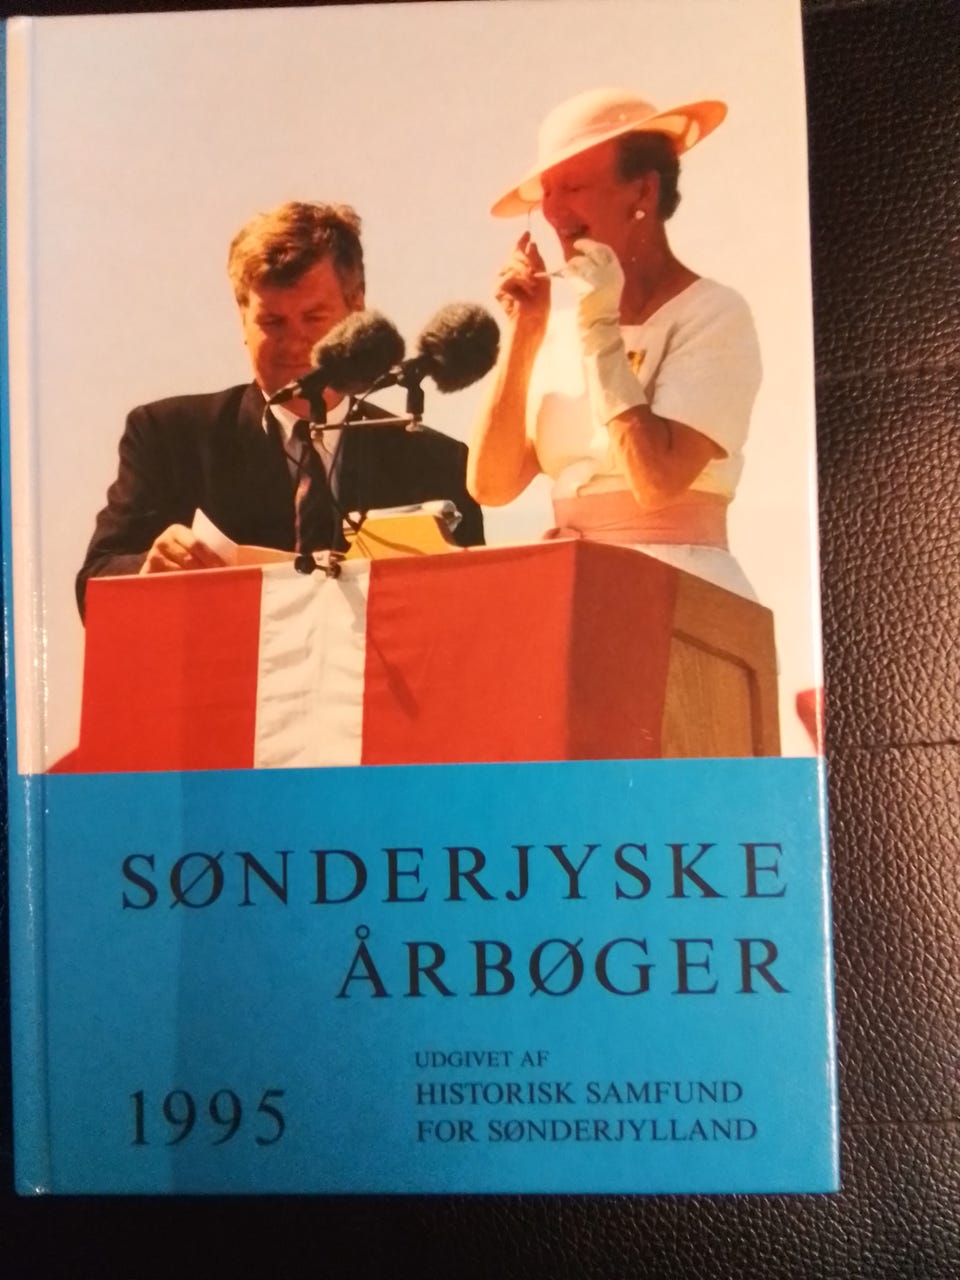 SØNDERJYSKE
ÅRBØGER
1995
UDGIVET AF
HISTORISK SAMFUND
FOR SØNDERJYLLAND